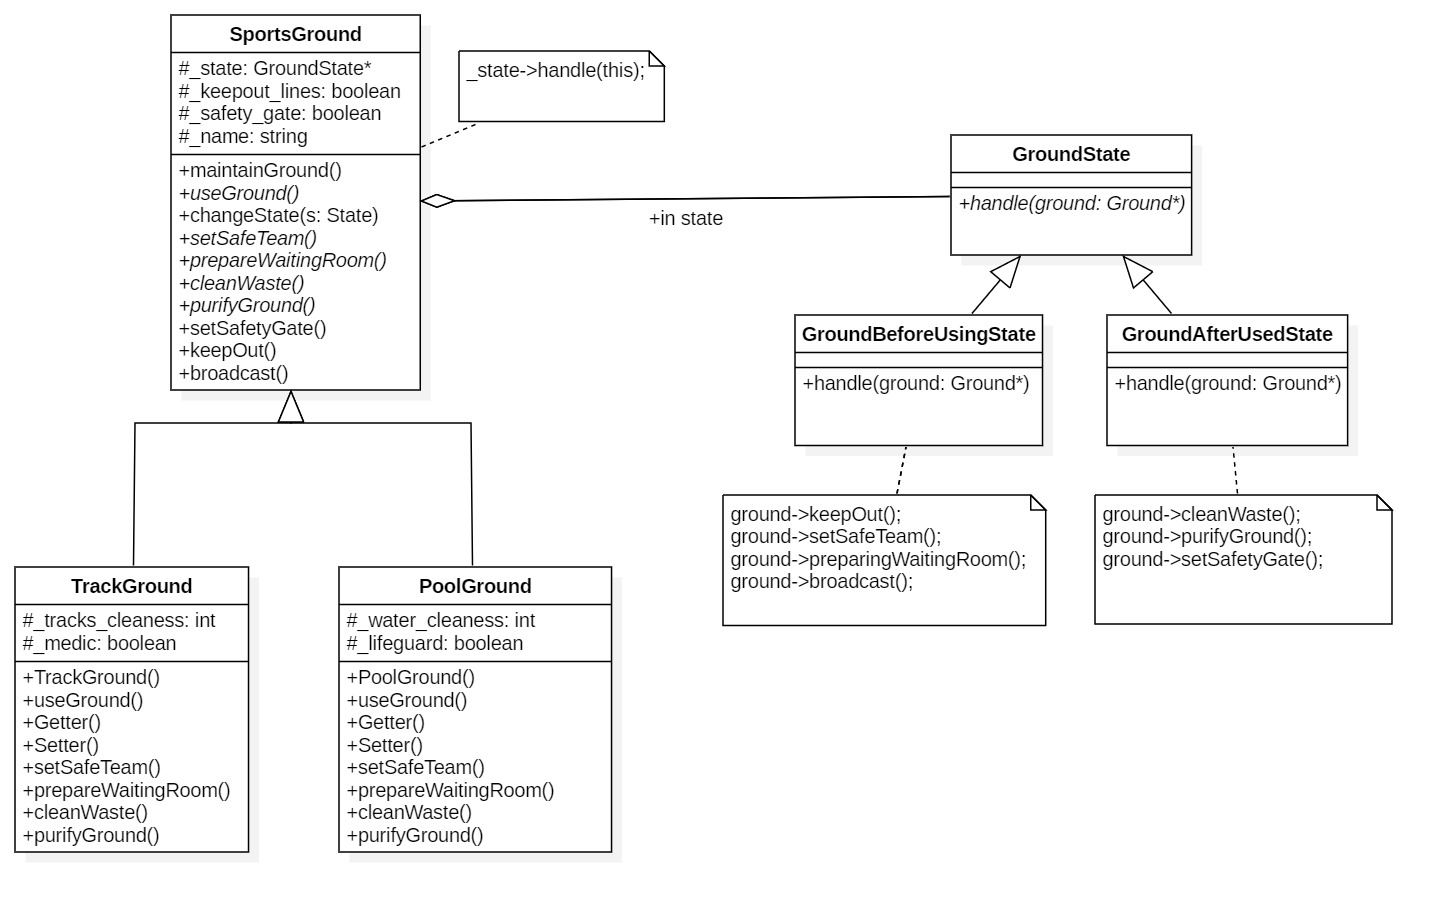 SportsGround
#_state: GroundState*
#_keepout_lines: boolean
#_safety_gate: boolean
#_name: string
+maintainGround()
+useGround()
+changeState(s: State)
+setSafeTeam()
+prepareWaitingRoom()
+cleanWaste()
+purifyGround()
+setSafetyGate()
+keepOut()
+broadcast()
_state->handle(this);
+in state
GroundState
+handle(ground: Ground*)
GroundBeforeUsingState
+handle(ground: Ground*)
GroundAfterUsedState
+handle(ground: Ground*)
ground->keepOut();
ground->setSafeTeam();
ground->preparingWaitingRoom();
ground->broadcast();
ground->cleanWaste();
ground->purifyGround();
ground->setSafetyGate();
TrackGround
#_tracks_cleaness: int
#_medic: boolean
+TrackGround()
+useGround()
+Getter()
+Setter()
+setSafeTeam()
+prepareWaitingRoom()
+cleanWaste()
+purifyGround()
PoolGround
#_water_cleaness: int
#_lifeguard: boolean
+PoolGround()
+useGround()
+Getter()
+Setter()
+setSafeTeam()
+prepareWaitingRoom()
+cleanWaste()
+purifyGround()